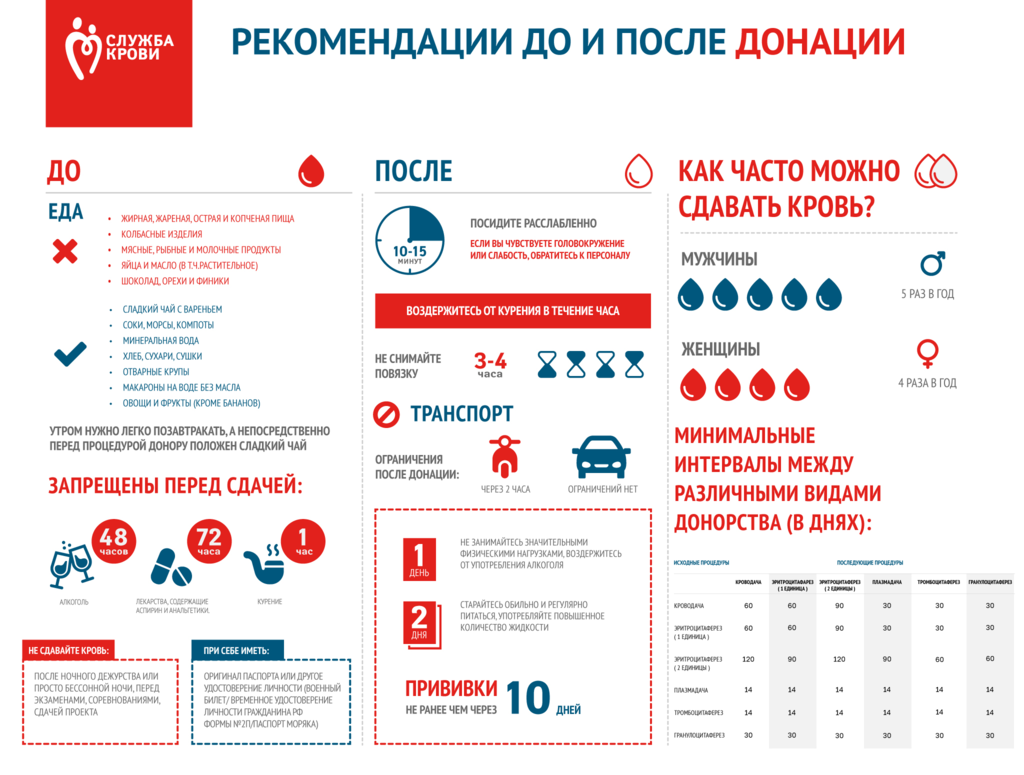 СЛУЖБА
КРОВИ
РЕКОМЕНДАЦИИ ДО И ПОСЛЕ ДОНАЦИИ
ДО
ЕДА
• ЖИРНАЯ, ЖАРЕНАЯ, ОСТРАЯ И КОПЧЕНАЯ ПИЩА
• КОЛБАСНЫЕ ИЗДЕЛИЯ
• МЯСНЫЕ, РЫБНЫЕ И МОЛОЧНЫЕ ПРОДУКТЫ
• ЯЙЦА И МАСЛО (В Т.Ч.РАСТИТЕЛЬНОЕ)
• ШОКОЛАД, ОРЕХИ И ФИНИКИ
• СЛАДКИЙ ЧАЙ С ВАРЕНЬЕМ
• СОКИ, МОРСЫ, КОМПОТЫ
• МИНЕРАЛЬНАЯ ВОДА
• ХЛЕБ, СУХАРИ, СУШКИ
• ОТВАРНЫЕ КРУПЫ
• МАКАРОНЫ НА ВОДЕ БЕЗ МАСЛА
• ОВОЩИ И ФРУКТЫ (КРОМЕ БАНАНОВ)
УТРОМ НУЖНО ЛЕГКО ПОЗАВТРАКАТЬ, А НЕПОСРЕДСТВЕННО
ПЕРЕД ПРОЦЕДУРОЙ ДОНОРУ ПОЛОЖЕН СЛАДКИЙ ЧАЙ
ЗАПРЕЩЕНЫ ПЕРЕД СДАЧЕЙ:
48
часов
АЛКОГОЛЬ
72
часа
ЛЕКАРСТВА, СОДЕРЖАЩИЕ
АСПИРИН И АНАЛЬГЕТИКИ.
1
час
КУРЕНИЕ
НЕ СДАВАЙТЕ КРОВЬ:
ПОСЛЕ НОЧНОГО ДЕЖУРСТВА ИЛИ
ПРОСТО БЕССОННОЙ НОЧИ, ПЕРЕД
ЭКЗАМЕНАМИ, СОРЕВНОВАНИЯМИ,
СДАЧЕЙ ПРОЕКТА
ПРИ СЕБЕ ИМЕТЬ:
ОРИГИНАЛ ПАСПОРТА ИЛИ ДРУГОЕ
УДОСТОВЕРЕНИЕ ЛИЧНОСТИ (ВОЕННЫЙ
БИЛЕТ/ ВРЕМЕННОЕ УДОСТОВЕРЕНИЕ
ЛИЧНОСТИ ГРАЖДАНИНА РФ
ФОРМЫ №2П/ПАСПОРТ МОРЯКА)
ПОСЛЕ
10-15
МИНУТ
ПОСИДИТЕ РАССЛАБЛЕННО
ЕСЛИ ВЫ ЧУВСТВУЕТЕ ГОЛОВОКРУЖЕНИЕ
ИЛИ СЛАБОСТЬ, ОБРАТИТЕСЬ К ПЕРСОНАЛУ
ВОЗДЕРЖИТЕСЬ ОТ КУРЕНИЯ В ТЕЧЕНИЕ ЧАСА
НЕ СНИМАЙТЕ
ПОВЯЗКУ
3-4
часа
ТРАНСПОРТ
ОГРАНИЧЕНИЯ
ПОСЛЕ ДОНАЦИИ:
ЧЕРЕЗ 2 ЧАСА
ОГРАНИЧЕНИЙ НЕТ
1
ДЕНЬ
НЕ ЗАНИМАЙТЕСЬ ЗНАЧИТЕЛЬНЫМИ
ФИЗИЧЕСКИМИ НАГРУЗКАМИ, ВОЗДЕРЖИТЕСЬ
ОТ УПОТРЕБЛЕНИЯ АЛКОГОЛЯ
2
ДНЯ
СТАРАЙТЕСЬ ОБИЛЬНО И РЕГУЛЯРНО
ПИТАТЬСЯ, УПОТРЕБЛЯЙТЕ ПОВЫШЕННОЕ
КОЛИЧЕСТВО ЖИДКОСТИ
ПРИВИВКИ
НЕ РАНЕЕ ЧЕМ ЧЕРЕЗ 10 ДНЕЙ
КАК ЧАСТО МОЖНО
СДАВАТЬ КРОВЬ?
МУЖЧИНЫ
5 РАЗ В ГОД
ЖЕНЩИНЫ
4 РАЗА В ГОД
МИНИМАЛЬНЫЕ
ИНТЕРВАЛЫ МЕЖДУ
РАЗЛИЧНЫМИ ВИДАМИ
ДОНОРСТВА (В ДНЯХ):
ИСХОДНЫЕ ПРОЦЕДУРЫ ПОСЛЕДУЮЩИЕ ПРОЦЕДУРЫ
КРОВОДАЧА ЭРИТРОЦИТАФАРЕЗ ЭРИТРОЦИТАФЕРЕЗ ПЛАЗМАДАЧА ТРОМБОЦИТАФЕРЕЗ ГРАНУЛОЦИТАФЕРЕЗ
( 1 ЕДИНИЦА ) ( 2 ЕДИНИЦЫ )
КРОВОДАЧА 60 60 90 30 30 30
ЭРИТРОЦИТАФЕРЕЗ 60 60 90 30 30 30
( 1 ЕДИНИЦА )
ЭРИТРОЦИТАФЕРЕЗ 120 90 120 90 60 60
( 2 ЕДИНИЦЫ )
ПЛАЗМАДАЧА 14 14 14 14 14 14
ТРОМБОЦИТАФЕРЕЗ 14 14 14 14 14 14
ГРАНУЛОЦИТАФЕРЕЗ 30 30 30 30 30 30